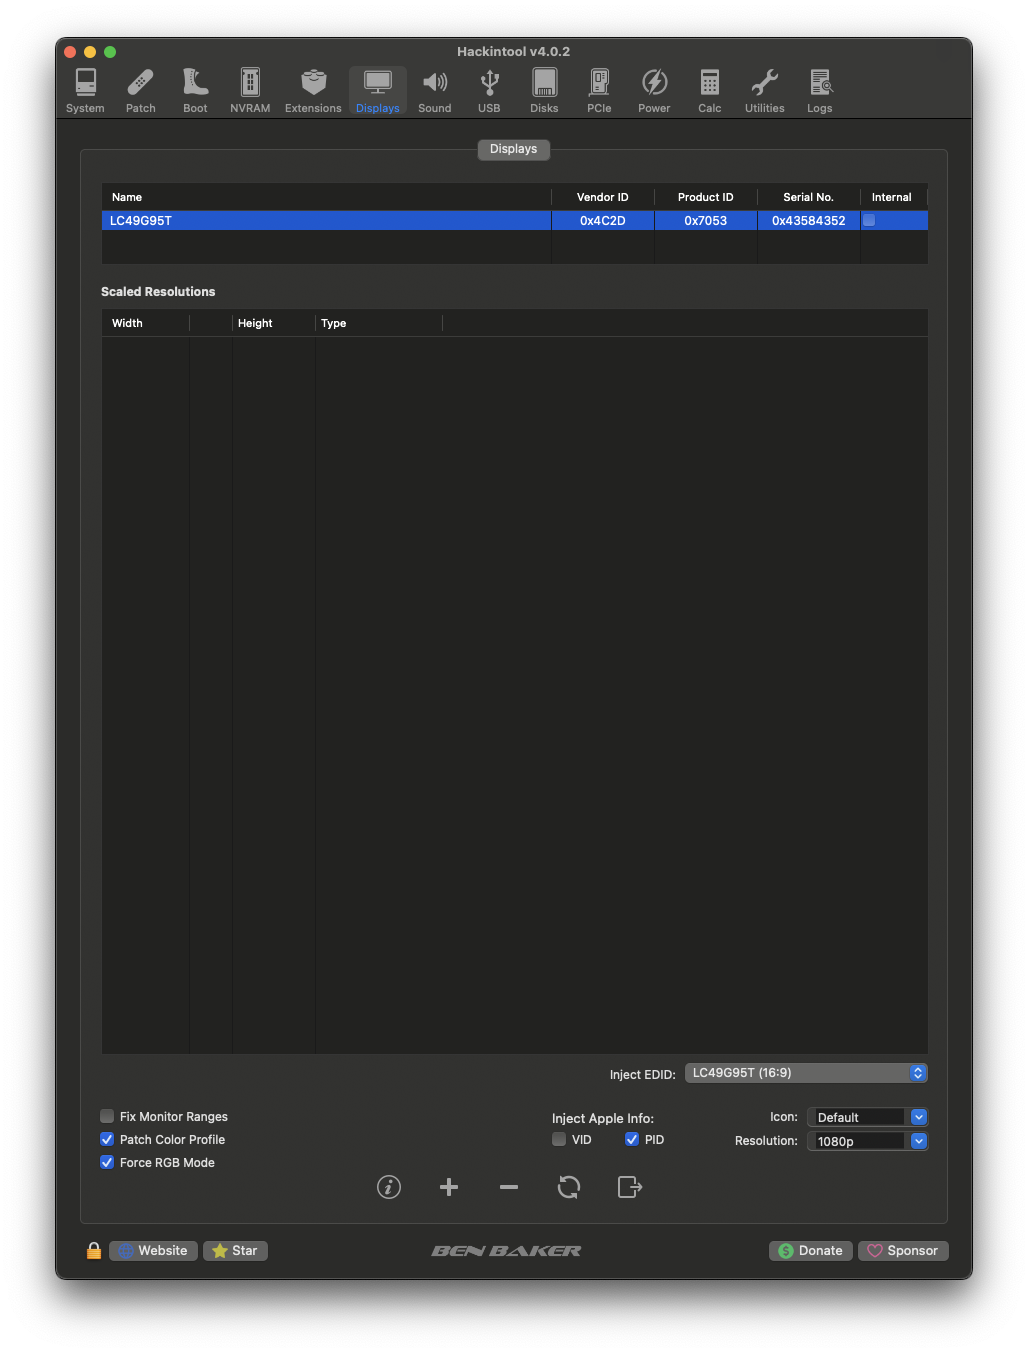 Hackintool v4.0.2
System Patch Boot NVRAM Extensions Displays Sound USB Disks PCIe Power Calc Utilities Logs
Displays
Name Vendor ID Product ID Serial No. Internal
LC49G95T 0x4C2D 0x7053 0x43584352
Scaled Resolutions
Width Height Type
Inject EDID: LC49G95T (16:9)
Fix Monitor Ranges Inject Apple Info: Icon: Default
Patch Color Profile VID PID Resolution: 1080p
Force RGB Mode
Website Star BEN BAKER Donate Sponsor